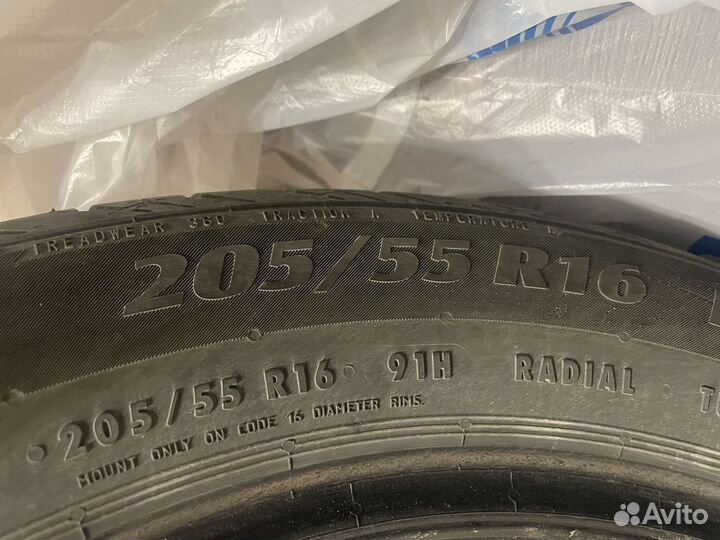 TREADWEAR 360 TRACTION A TEMPERATURE A
205/55 R16
205/55 R16 91H RADIAL
MOUNT ONLY ON CODE 16 DIAMETER RIMS.
Avito